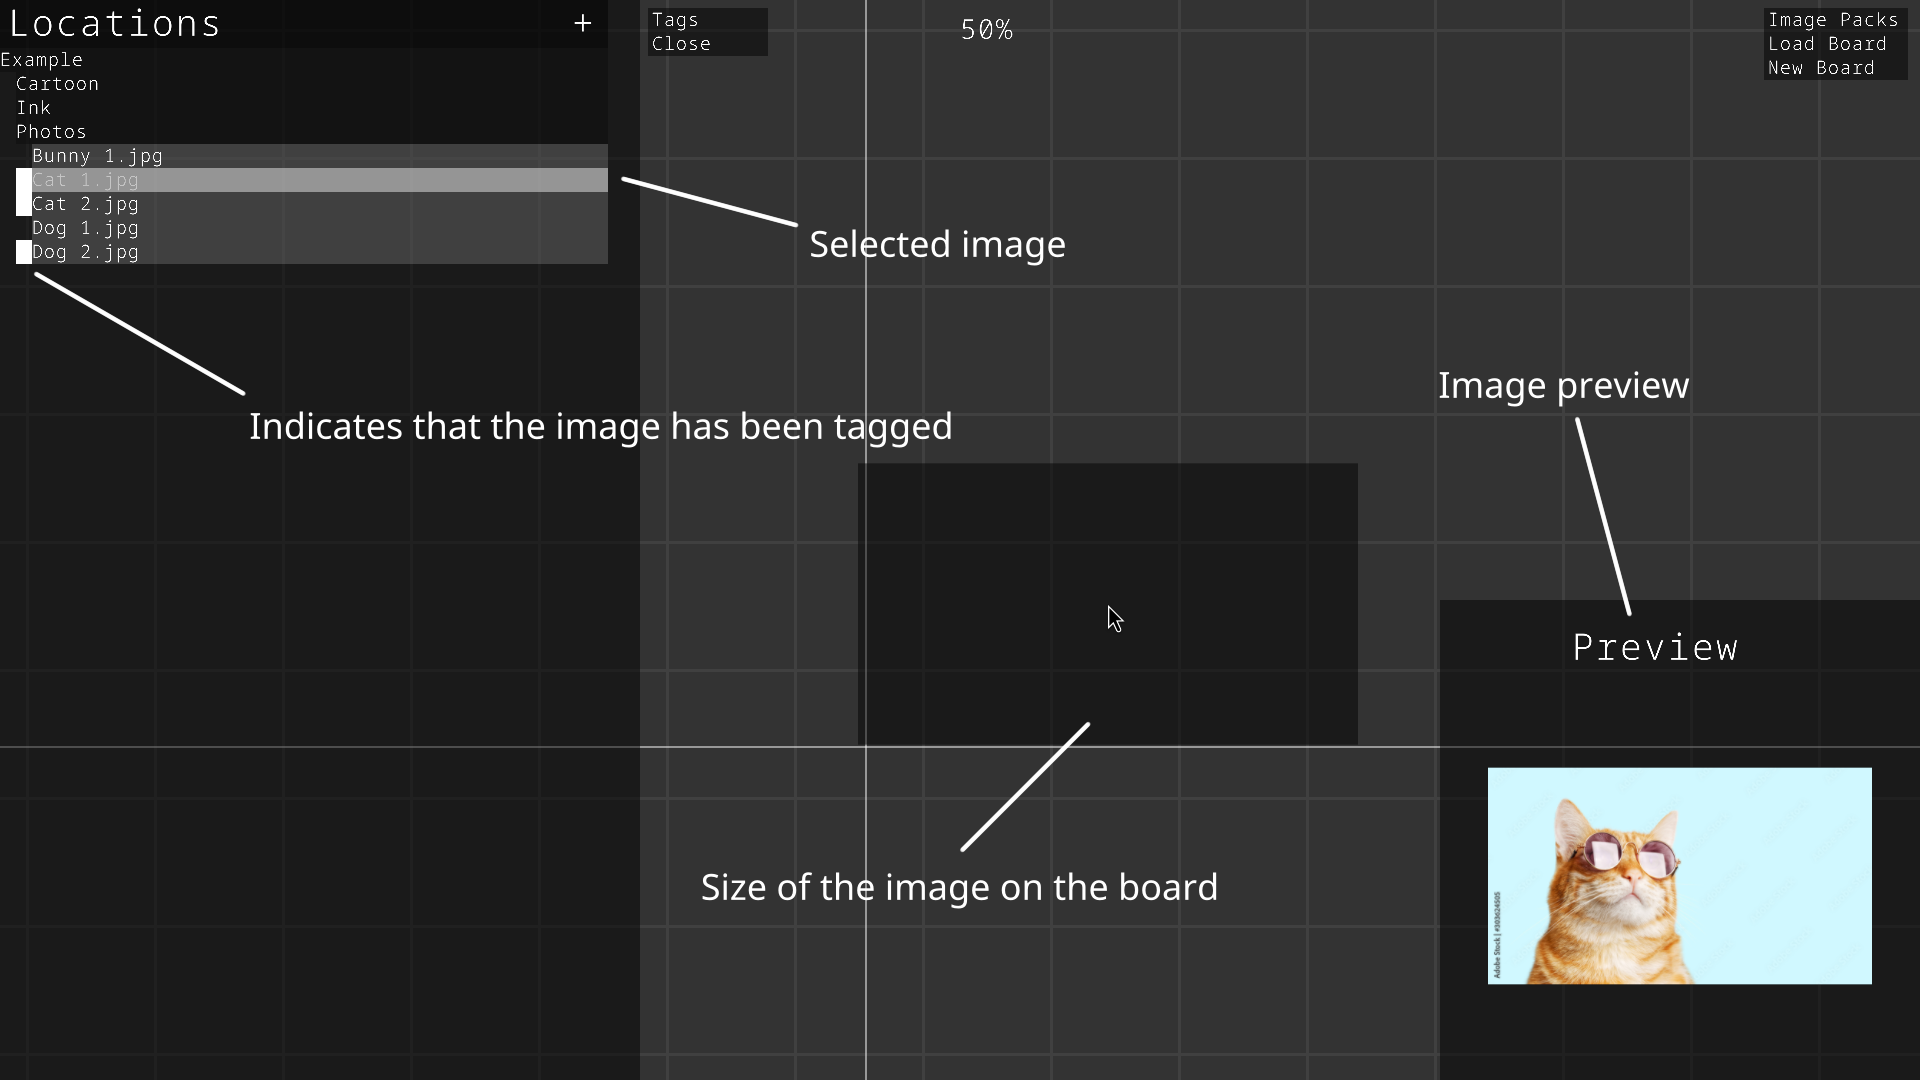 Locations +
Example
Cartoon
Ink
Photos
Bunny 1.jpg
Cat 1.jpg
Cat 2.jpg
Dog 1.jpg
Dog 2.jpg
Tags
Close
50%
Image Packs
Load Board
New Board
Selected image
Indicates that the image has been tagged
Image preview
Preview
Size of the image on the board
Adobe Stock | #303624505